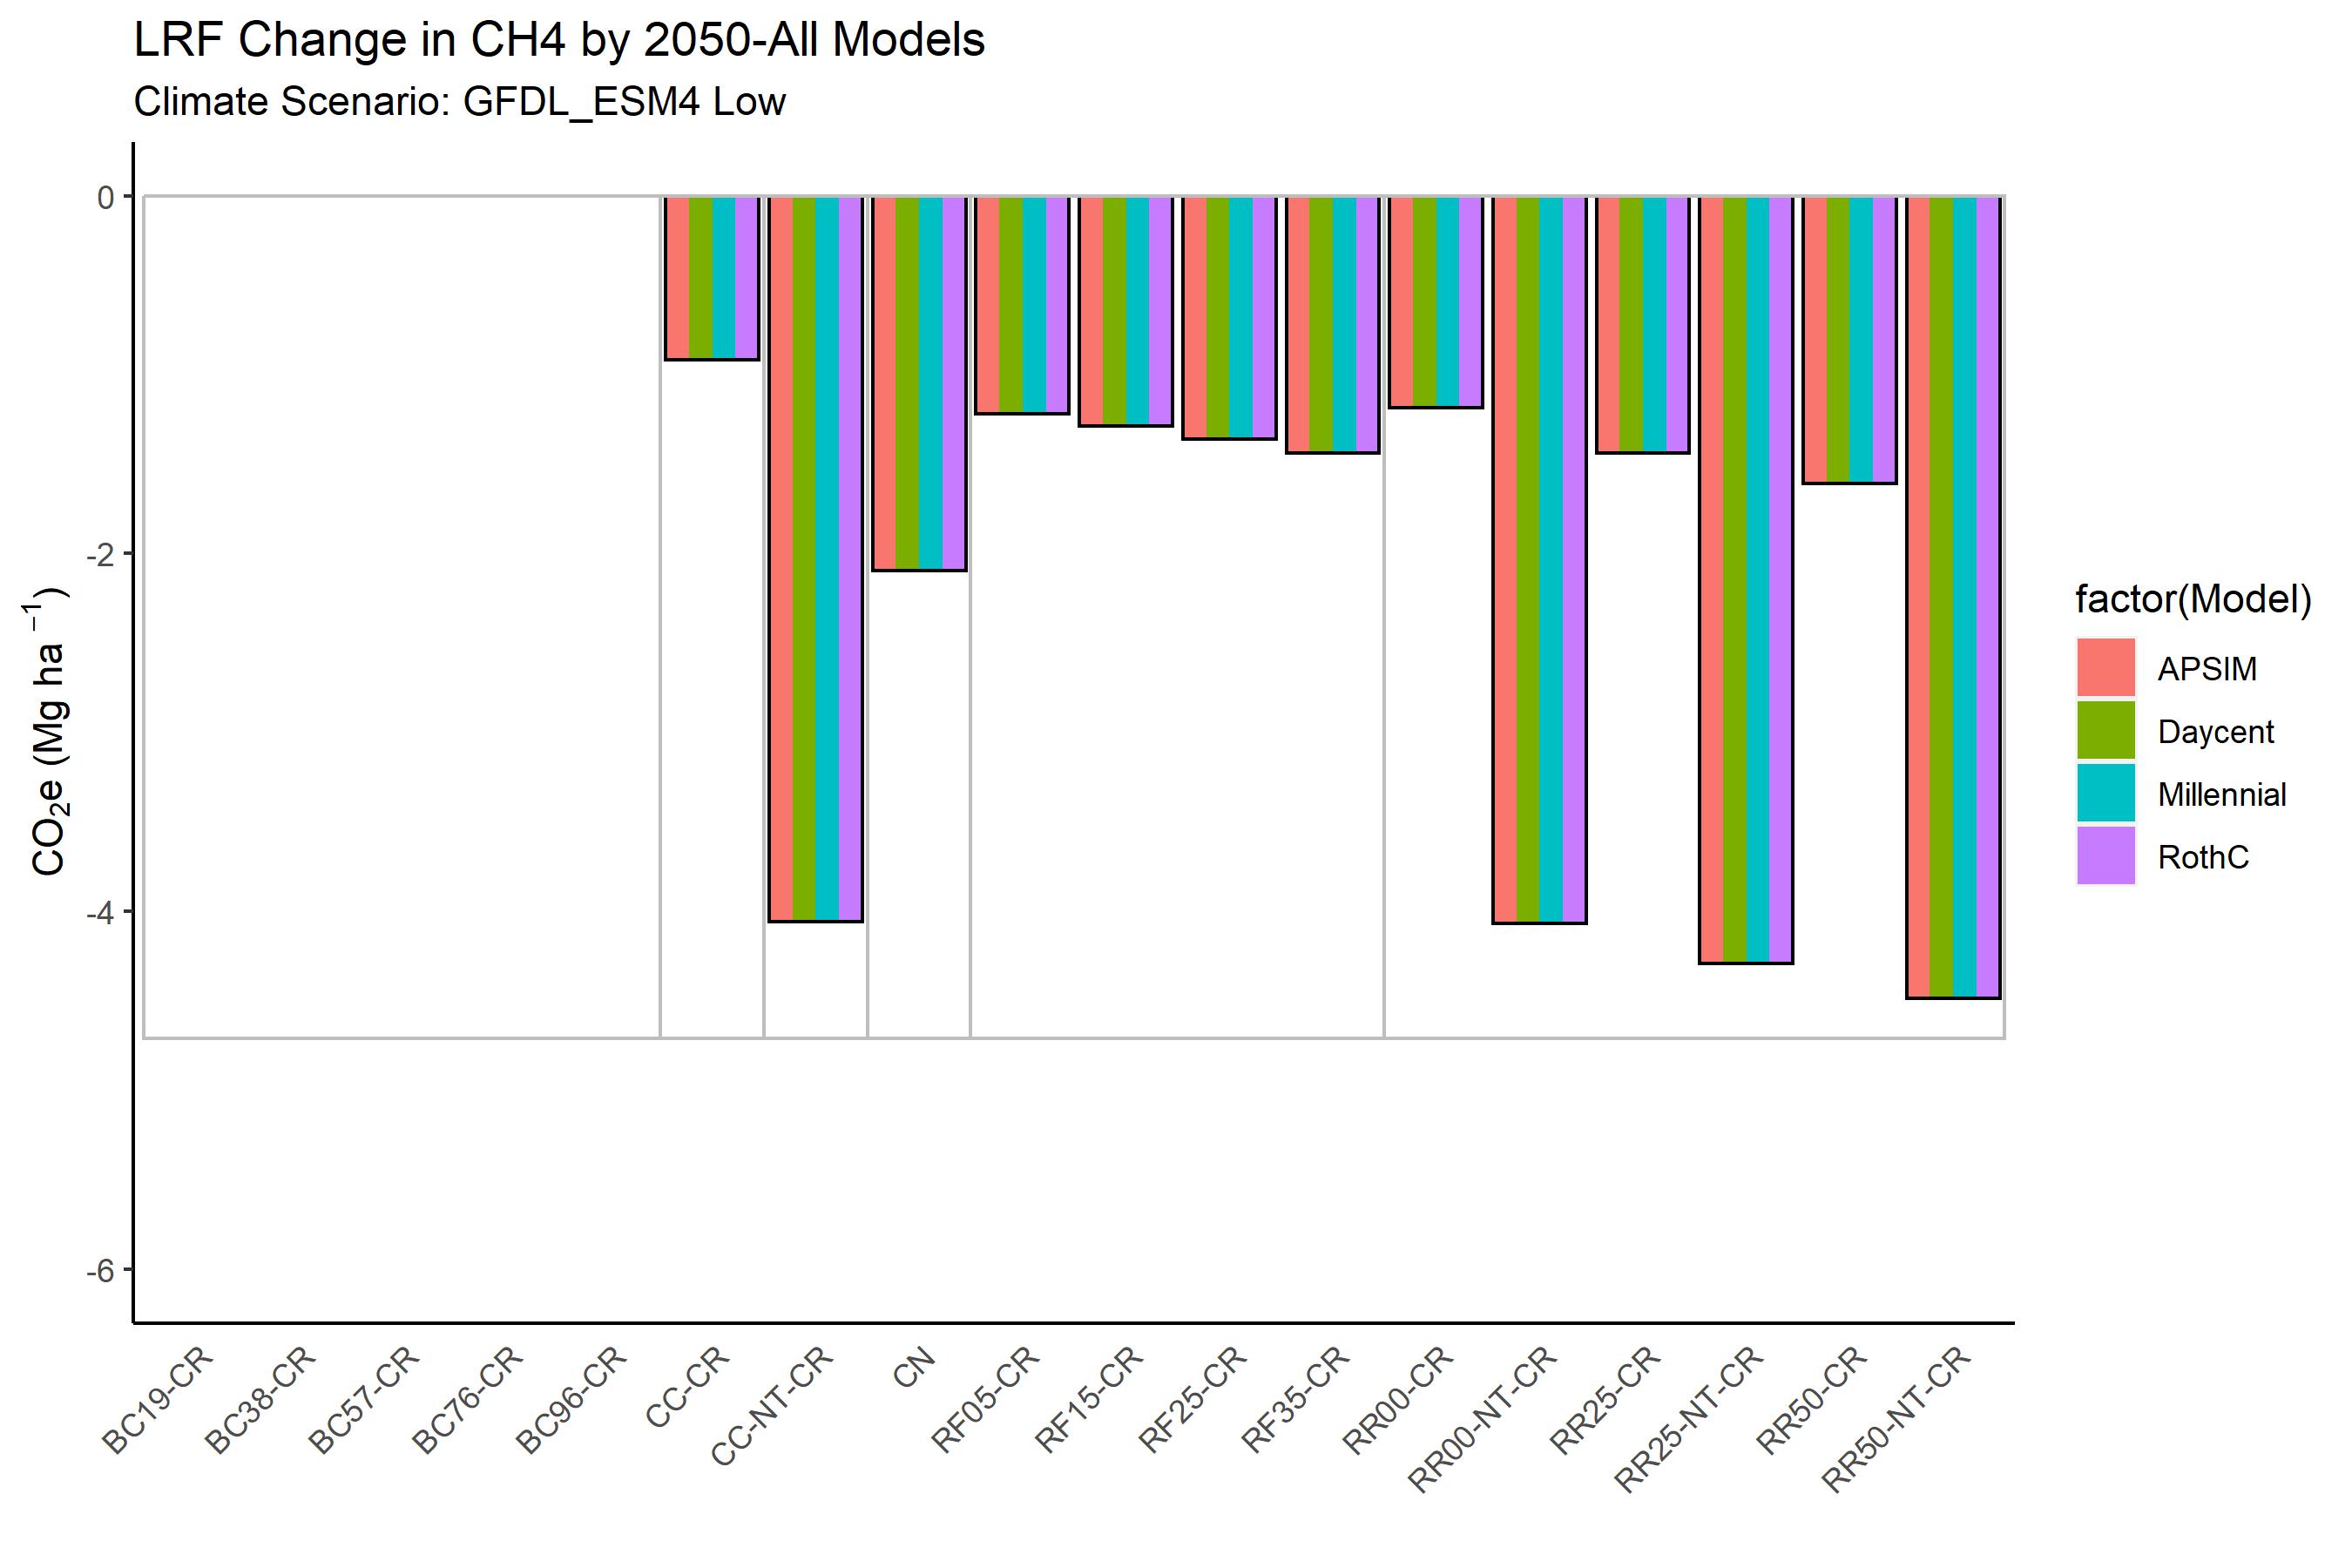 LRF Change in CH4 by 2050-All Models
Climate Scenario: GFDL_ESM4 Low
CO₂e (Mg ha ⁻¹)
0
-2
-4
-6
BC19-CR
BC38-CR
BC57-CR
BC76-CR
BC96-CR
CC-CR
CC-NT-CR
CN
RF05-CR
RF15-CR
RF25-CR
RF35-CR
RR00-CR
RR00-NT-CR
RR25-CR
RR25-NT-CR
RR50-CR
RR50-NT-CR
factor(Model)
APSIM
Daycent
Millennial
RothC